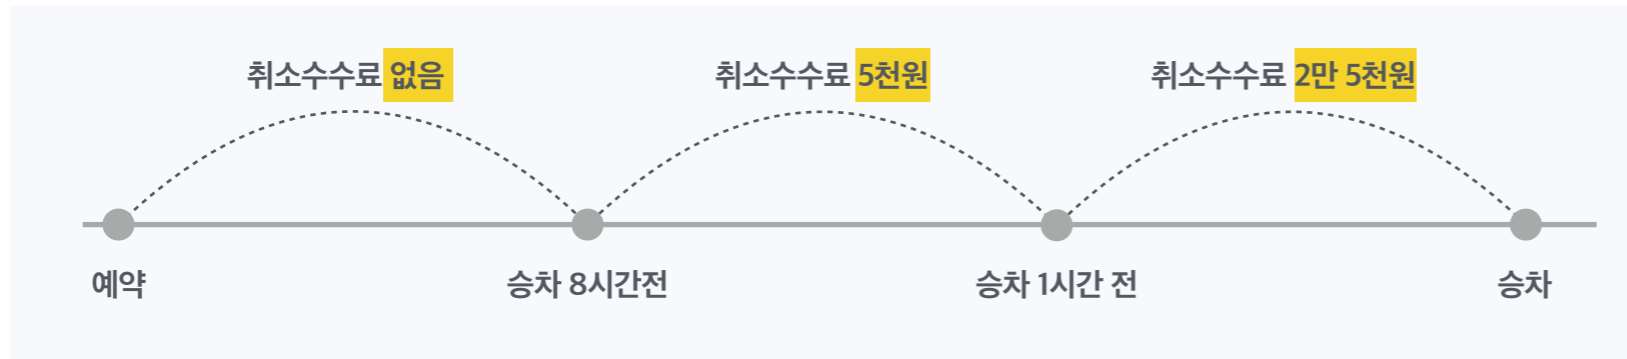 취소수수료 없음
취소수수료 5천원
취소수수료 2만 5천원
예약
승차 8시간전
승차 1시간 전
승차